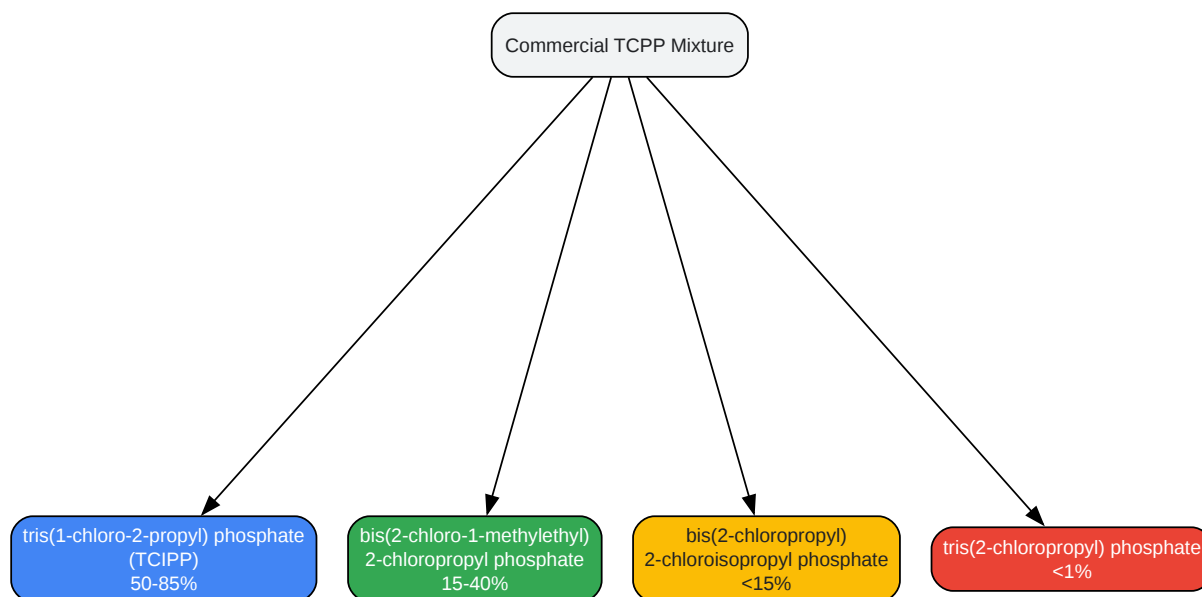 Commercial TCPP Mixture
tris(1-chloro-2-propyl) phosphate
(TCIPP)
50-85%
bis(2-chloro-1-methylethyl)
2-chloropropyl phosphate
15-40%
bis(2-chloropropyl)
2-chloroisopropyl phosphate
<15%
tris(2-chloropropyl) phosphate
<1%